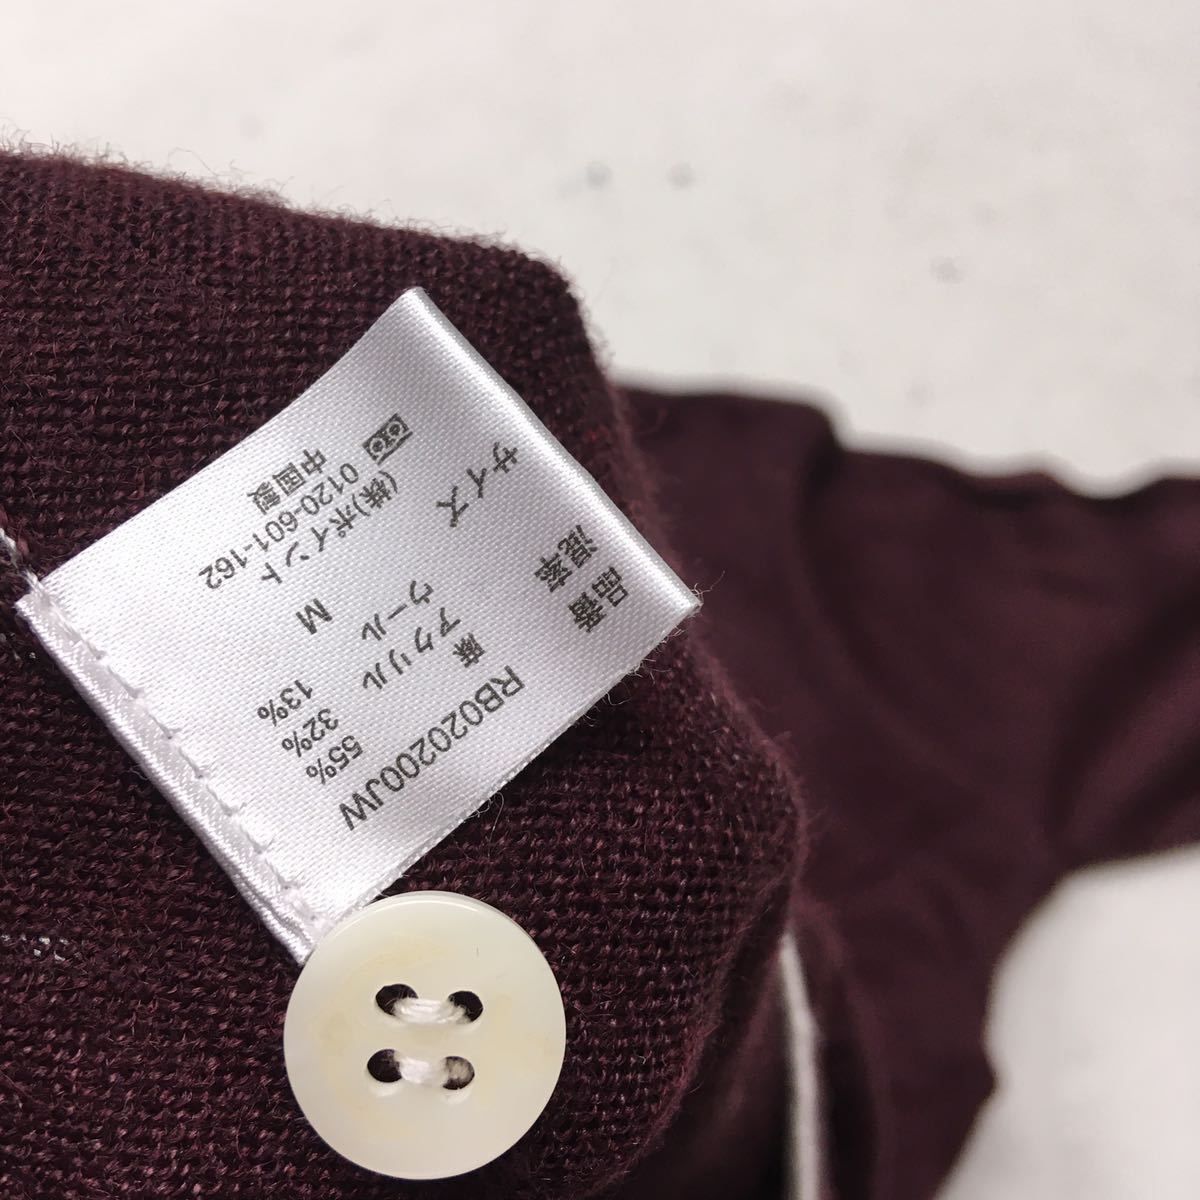 品番 RB020200JW
混率 麻 55%
アクリル 32%
ウール 13%
サイズ M
(株)ポイント
0120-601-162
中国製